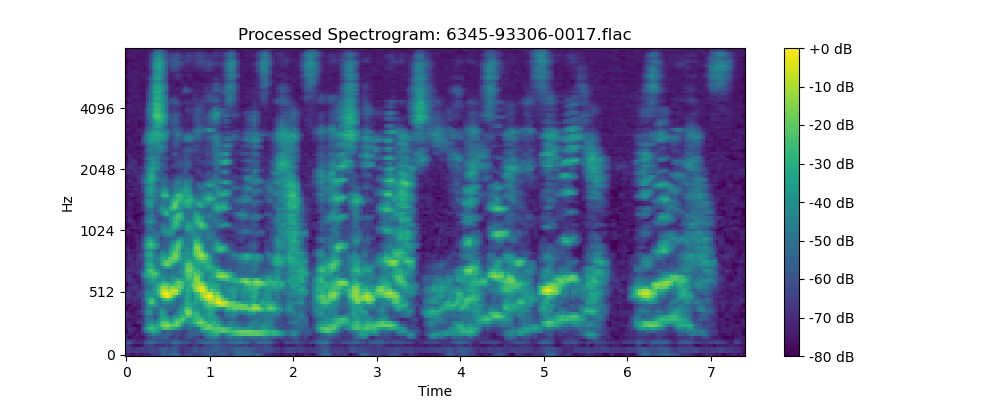 Processed Spectrogram: 6345-93306-0017.flac
+0 dB
4096
-10 dB
-20 dB
2048
-30 dB
Hz
-40 dB
1024
-50 dB
512
-60 dB
-70 dB
0
-80 dB
0 1 2 3 4 5 6 7
Time